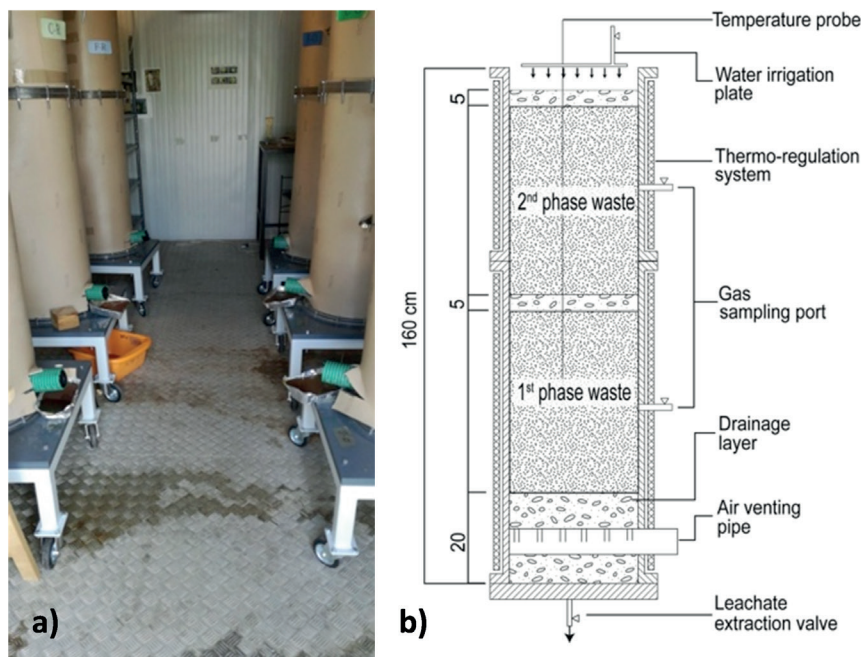 C-R
F R
a)
b)
Temperature probe
Water irrigation
plate
Thermo-regulation
system
Gas
sampling port
Drainage
layer
Air venting
pipe
Leachate
extraction valve
160 cm
5
2nd phase waste
5
1st phase waste
20